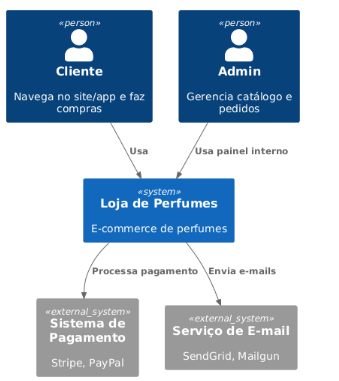 «person»
Cliente
Navega no site/app e faz
compras
«person»
Admin
Gerencia catálogo e
pedidos
Usa
Usa painel interno
«system»
Loja de Perfumes
E-commerce de perfumes
Processa pagamento
Envia e-mails
«external_system»
Sistema de
Pagamento
Stripe, PayPal
«external_system»
Serviço de E-mail
SendGrid, Mailgun